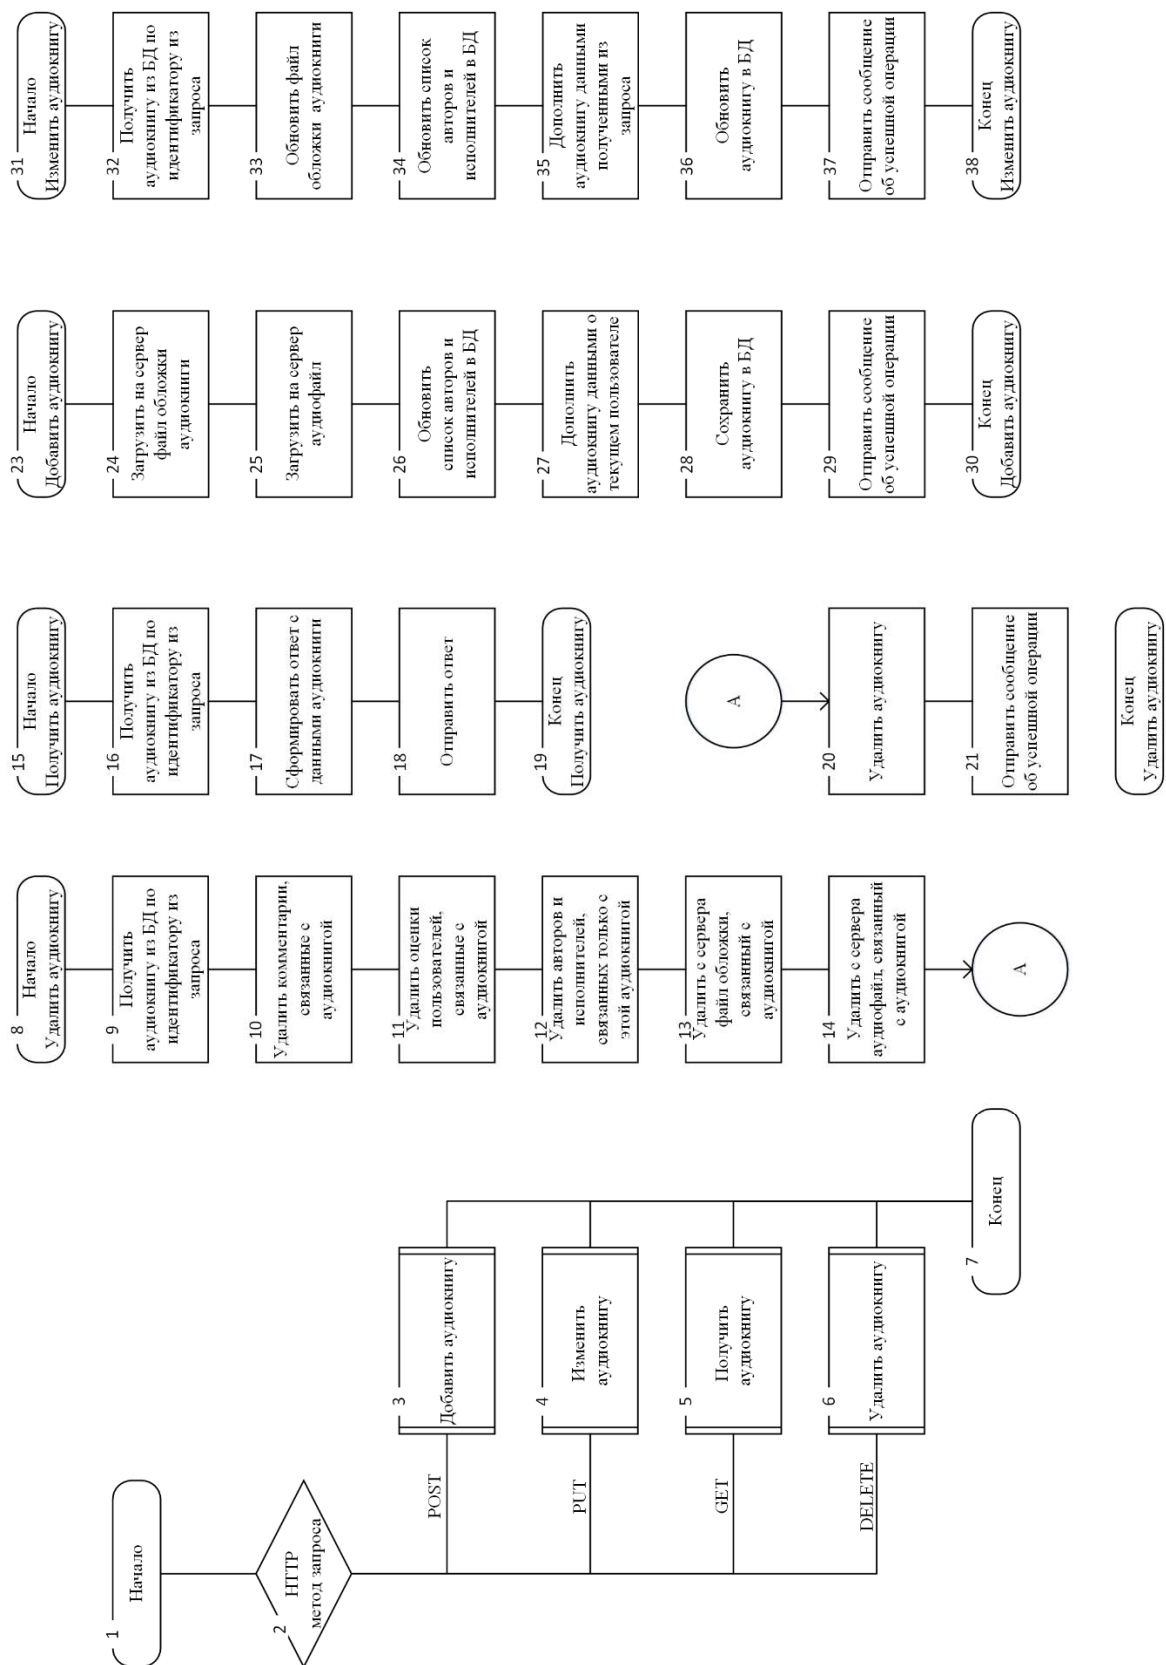 1
Начало
2
HTTP
метод запроса
POST
3
Добавить аудиокнигу
PUT
4
Изменить
аудиокнигу
GET
5
Получить
аудиокнигу
DELETE
6
Удалить аудиокнигу
7
Конец
8
Начало
Удалить аудиокнигу
9
Получить
аудиокнигу из БД по
идентификатору из
запроса
10
Удалить комментарии,
связанные с
аудиокнигой
11
Удалить оценки
пользователей,
связанные с
аудиокнигой
12
Удалить авторов и
исполнителей,
связанных только с
этой аудиокнигой
13
Удалить с сервера
файл обложки,
связанный с
аудиокнигой
14
Удалить с сервера
аудиофайл, связанный
с аудиокнигой
А
15
Начало
Получить аудиокнигу
16
Получить
аудиокнигу из БД по
идентификатору из
запроса
17
Сформировать ответ с
данными аудиокниги
18
Отправить ответ
19
Конец
Получить аудиокнигу
А
20
Удалить аудиокнигу
21
Отправить сообщение
об успешной операции
Конец
Удалить аудиокнигу
23
Начало
Добавить аудиокнигу
24
Загрузить на сервер
файл обложки
аудиокниги
25
Загрузить на сервер
аудиофайл
26
Обновить
список авторов и
исполнителей в БД
27
Дополнить
аудиокнигу данными о
текущем пользователе
28
Сохранить
аудиокнигу в БД
29
Отправить сообщение
об успешной операции
30
Конец
Добавить аудиокнигу
31
Начало
Изменить аудиокнигу
32
Получить
аудиокнигу из БД по
идентификатору из
запроса
33
Обновить файл
обложки аудиокниги
34
Обновить список
авторов и
исполнителей в БД
35
Дополнить
аудиокнигу данными
полученными из
запроса
36
Обновить
аудиокнигу в БД
37
Отправить сообщение
об успешной операции
38
Конец
Изменить аудиокнигу